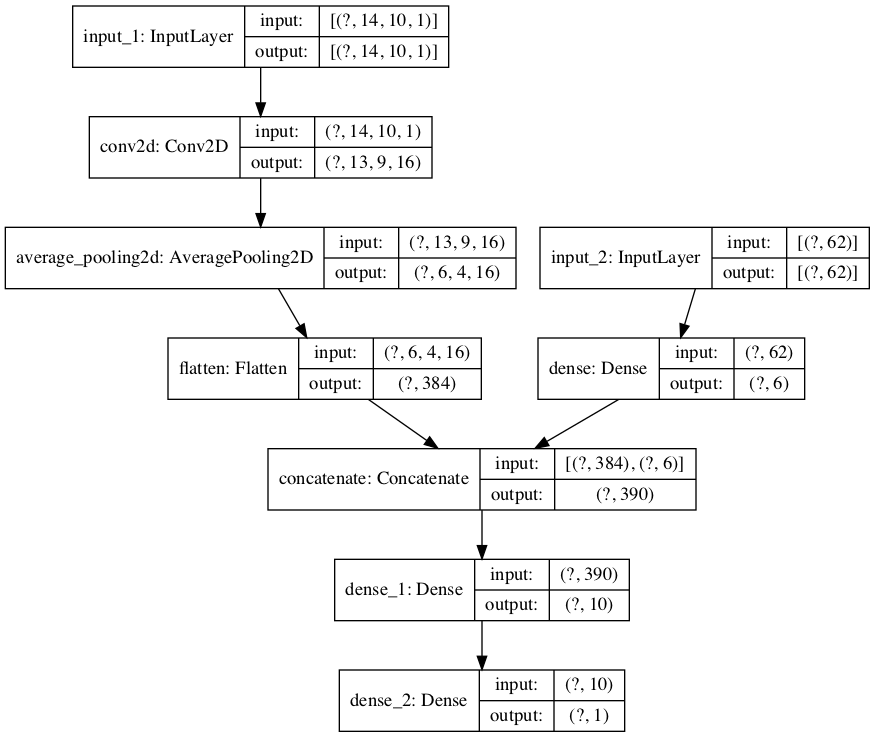 input_1: InputLayer
input: [(?, 14, 10, 1)]
output: [(?, 14, 10, 1)]
conv2d: Conv2D
input: (?, 14, 10, 1)
output: (?, 13, 9, 16)
average_pooling2d: AveragePooling2D
input: (?, 13, 9, 16)
output: (?, 6, 4, 16)
input_2: InputLayer
input: [(?, 62)]
output: [(?, 62)]
flatten: Flatten
input: (?, 6, 4, 16)
output: (?, 384)
dense: Dense
input: (?, 62)
output: (?, 6)
concatenate: Concatenate
input: [(?, 384), (?, 6)]
output: (?, 390)
dense_1: Dense
input: (?, 390)
output: (?, 10)
dense_2: Dense
input: (?, 10)
output: (?, 1)